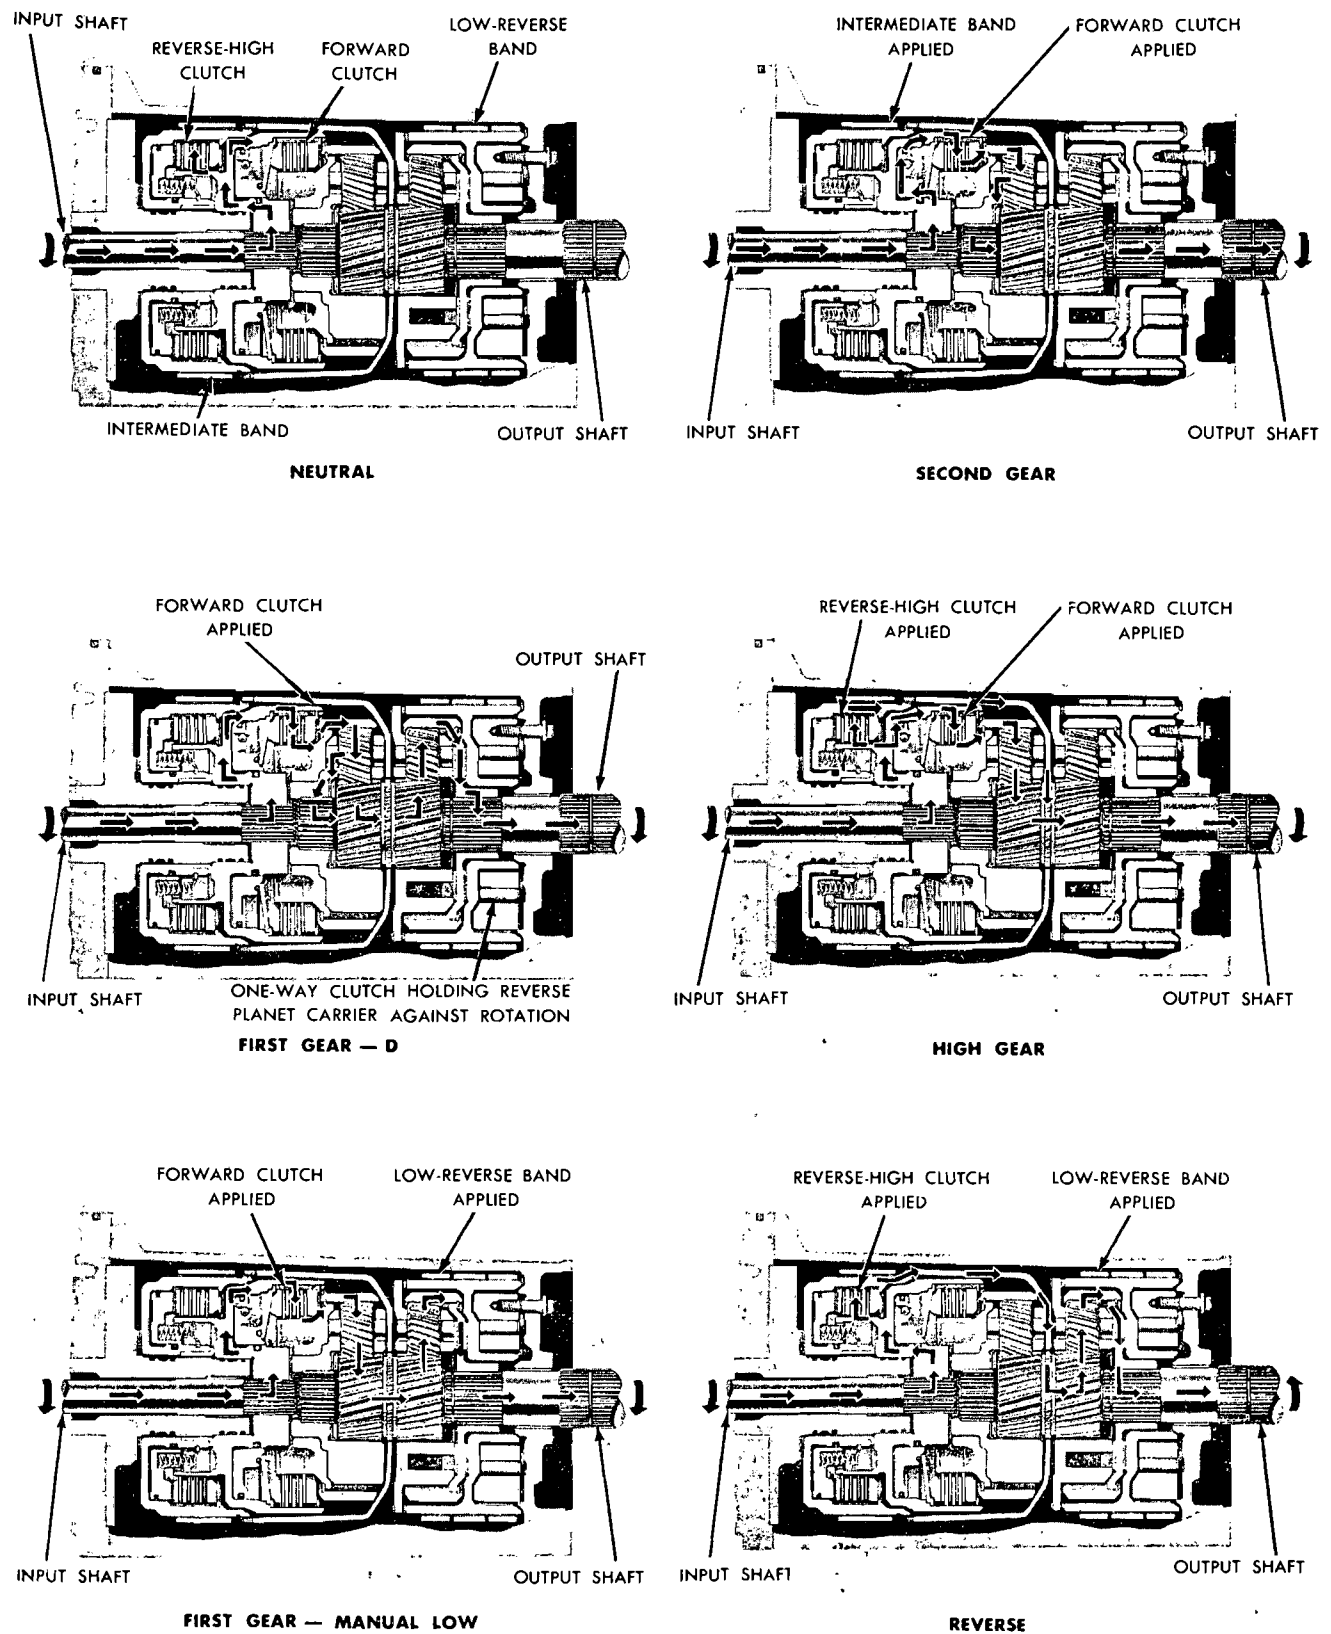 INPUT SHAFT
REVERSE-HIGH
CLUTCH
FORWARD
CLUTCH
LOW-REVERSE
BAND
INTERMEDIATE BAND
OUTPUT SHAFT
NEUTRAL
INTERMEDIATE BAND
APPLIED
FORWARD CLUTCH
APPLIED
INPUT SHAFT
OUTPUT SHAFT
SECOND GEAR
FORWARD CLUTCH
APPLIED
OUTPUT SHAFT
INPUT SHAFT
ONE-WAY CLUTCH HOLDING REVERSE
PLANET CARRIER AGAINST ROTATION
FIRST GEAR — D
REVERSE-HIGH CLUTCH
APPLIED
FORWARD CLUTCH
APPLIED
INPUT SHAFT
OUTPUT SHAFT
HIGH GEAR
FORWARD CLUTCH
APPLIED
LOW-REVERSE BAND
APPLIED
INPUT SHAFT
OUTPUT SHAFT
FIRST GEAR — MANUAL LOW
REVERSE-HIGH CLUTCH
APPLIED
LOW-REVERSE BAND
APPLIED
INPUT SHAFT
OUTPUT SHAFT
REVERSE